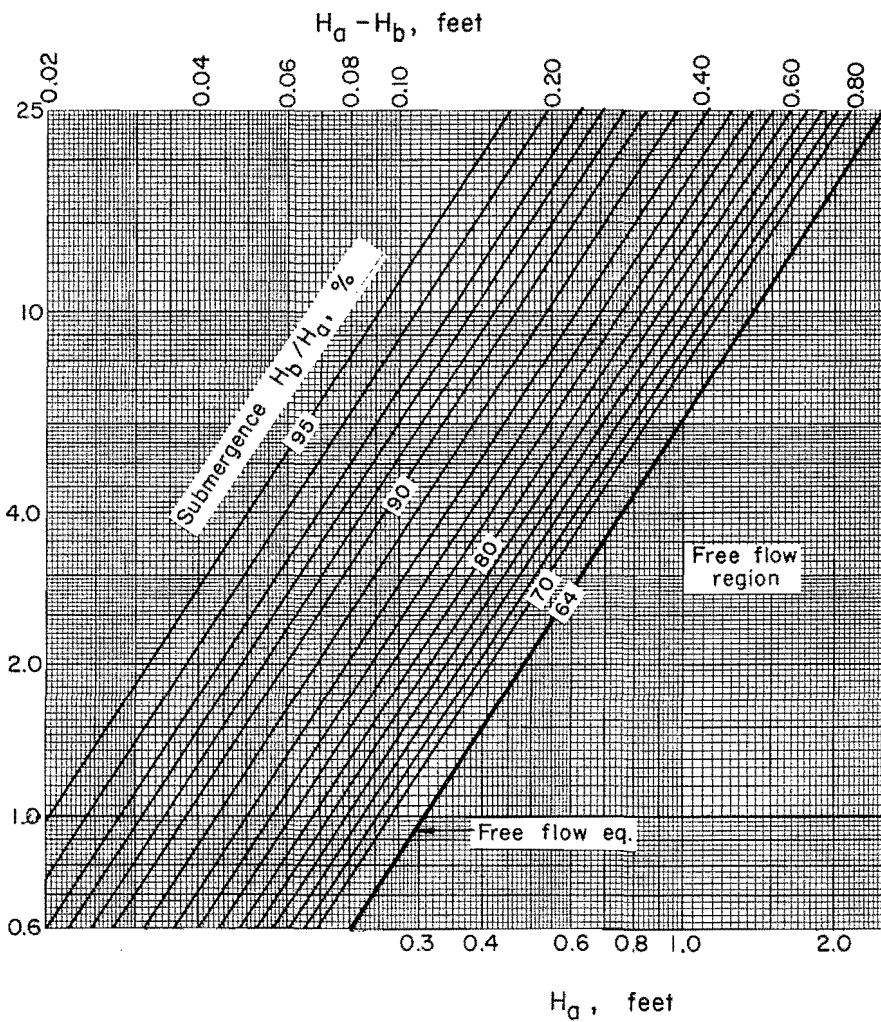 Hₐ – H_b, feet
0.02 0.04 0.06 0.08 0.10 0.20 0.40 0.60 0.80
25
10
4.0
2.0
1.0
0.6
Submergence H_b/Hₐ, %
95
90
80
70
64
Free flow
region
Free flow eq.
0.3 0.4 0.6 0.8 1.0 2.0
Hₐ, feet